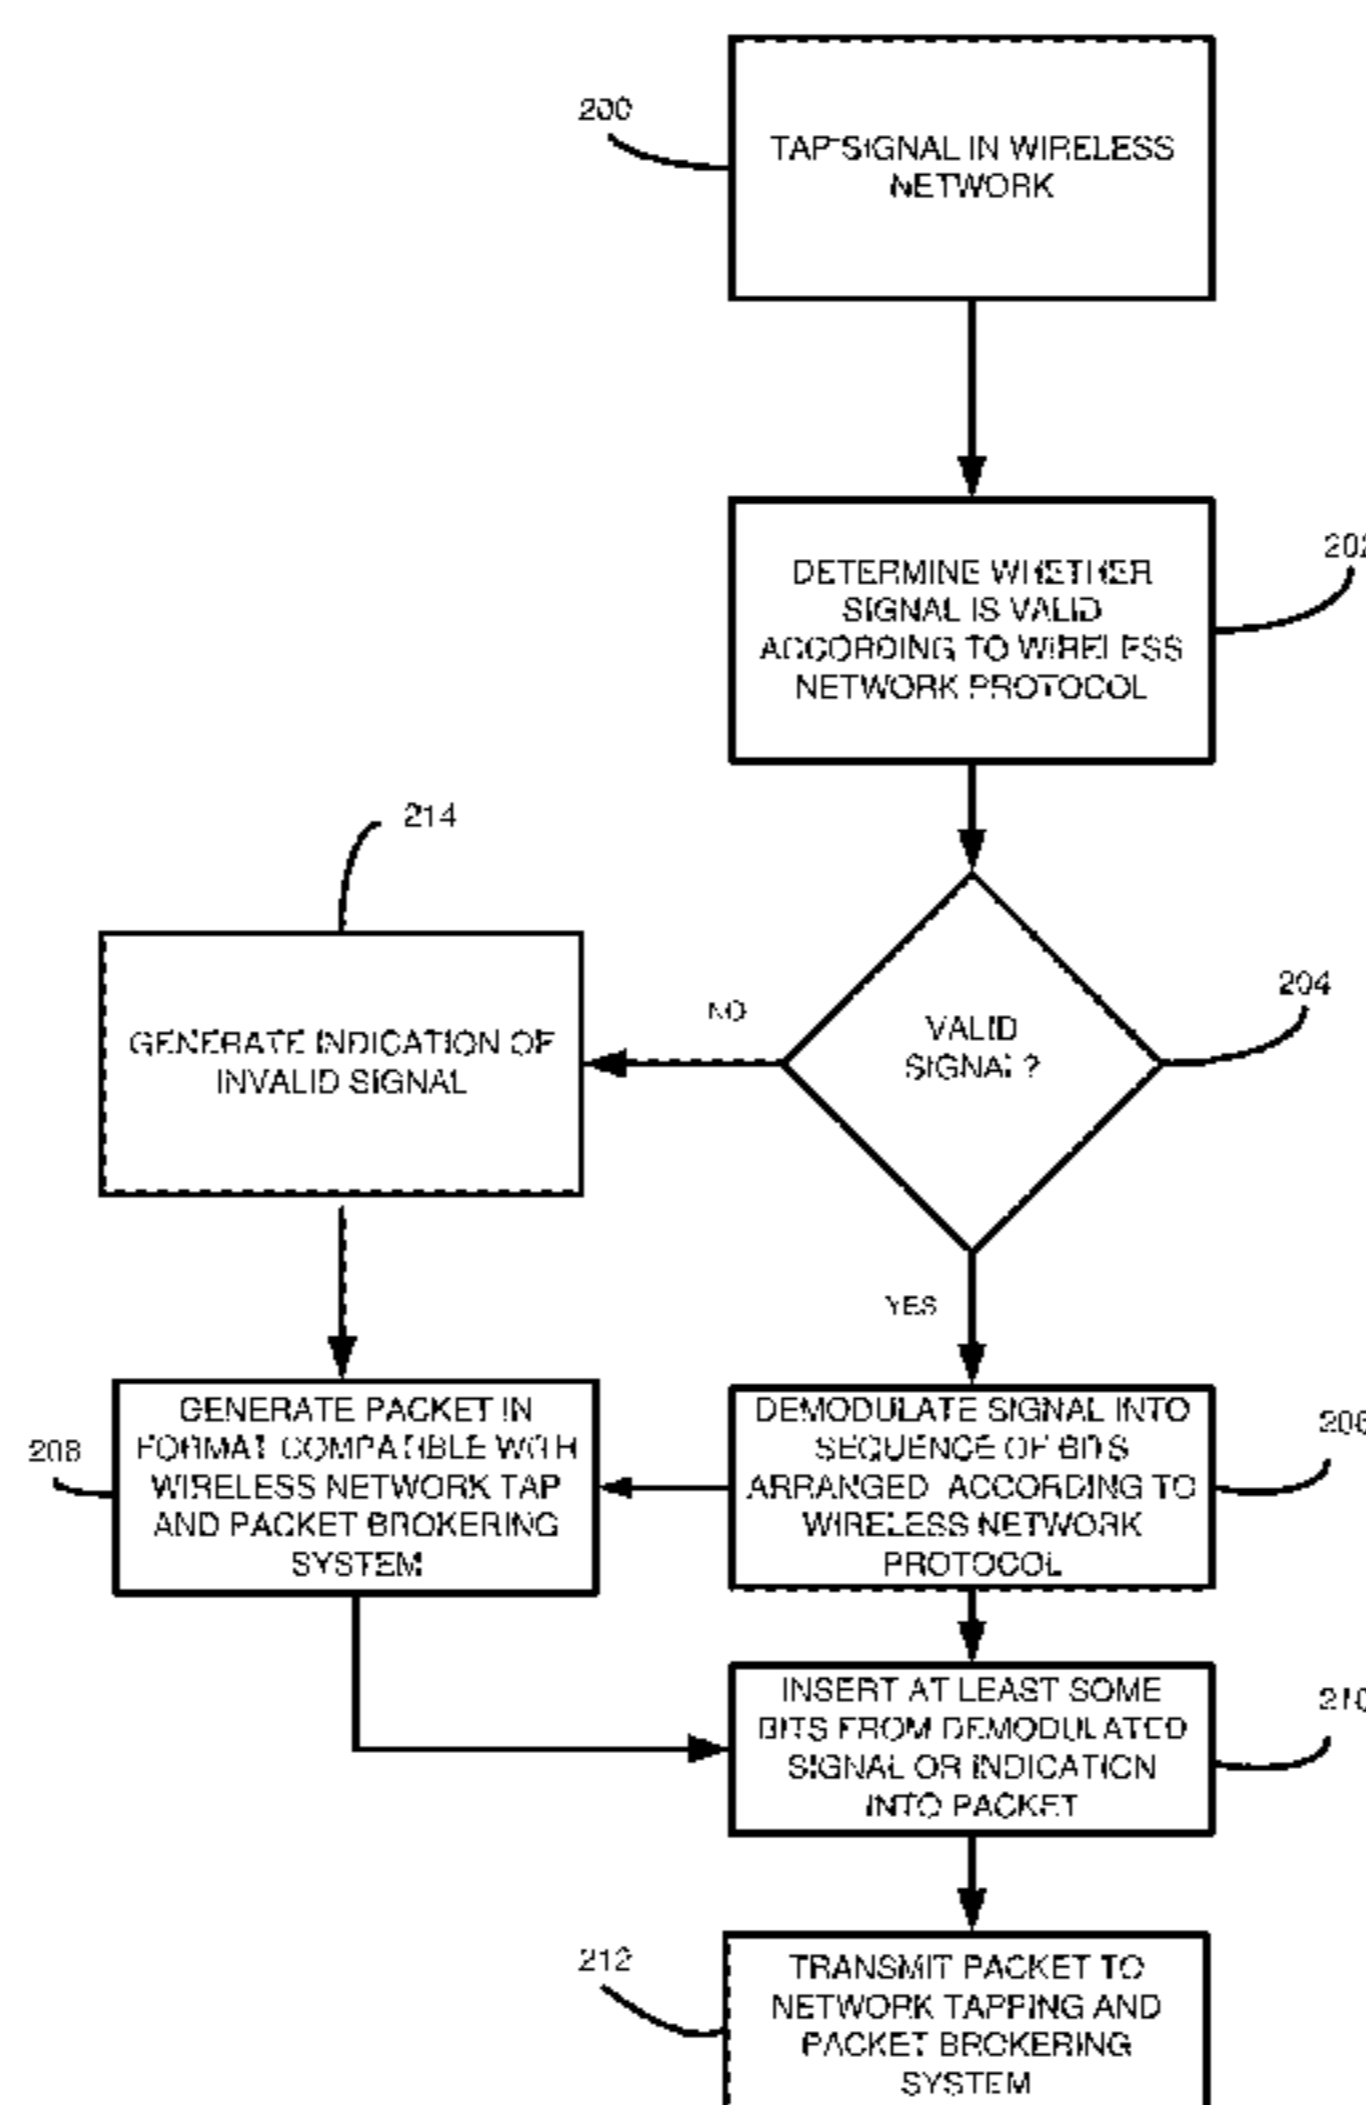 200
TAP SIGNAL IN WIRELESS
NETWORK
202
DETERMINE WHETHER
SIGNAL IS VALID
ACCORDING TO WIRELESS
NETWORK PROTOCOL
214
204
NO
VALID
SIGNAL?
GENERATE INDICATION OF
INVALID SIGNAL
YES
208
GENERATE PACKET IN
FORMAT COMPATIBLE WITH
WIRELESS NETWORK TAP
AND PACKET BROKERING
SYSTEM
206
DEMODULATE SIGNAL INTO
SEQUENCE OF BITS
ARRANGED ACCORDING TO
WIRELESS NETWORK
PROTOCOL
210
INSERT AT LEAST SOME
BITS FROM DEMODULATED
SIGNAL OR INDICATION
INTO PACKET
212
TRANSMIT PACKET TO
NETWORK TAPPING AND
PACKET BROKERING
SYSTEM